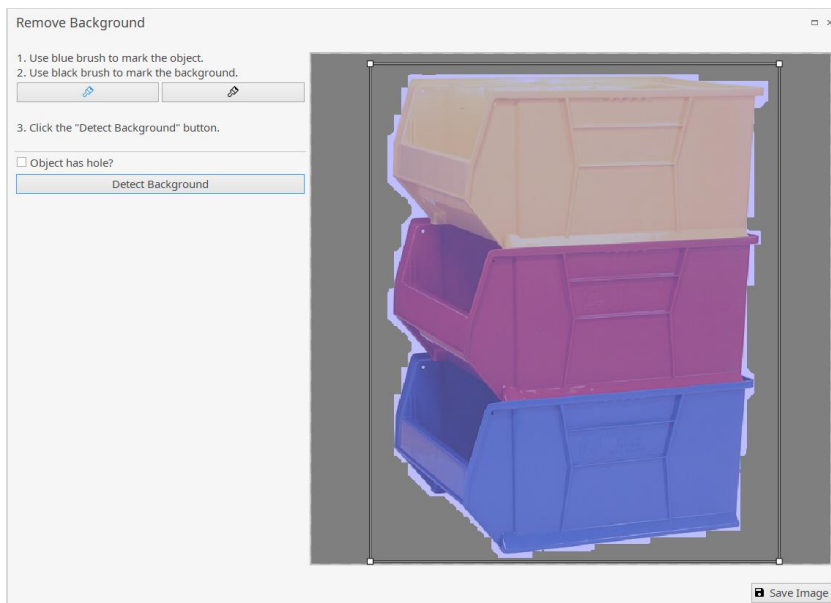 Remove Background
1. Use blue brush to mark the object.
2. Use black brush to mark the background.
3. Click the "Detect Background" button.
Object has hole?
Detect Background
Save Image